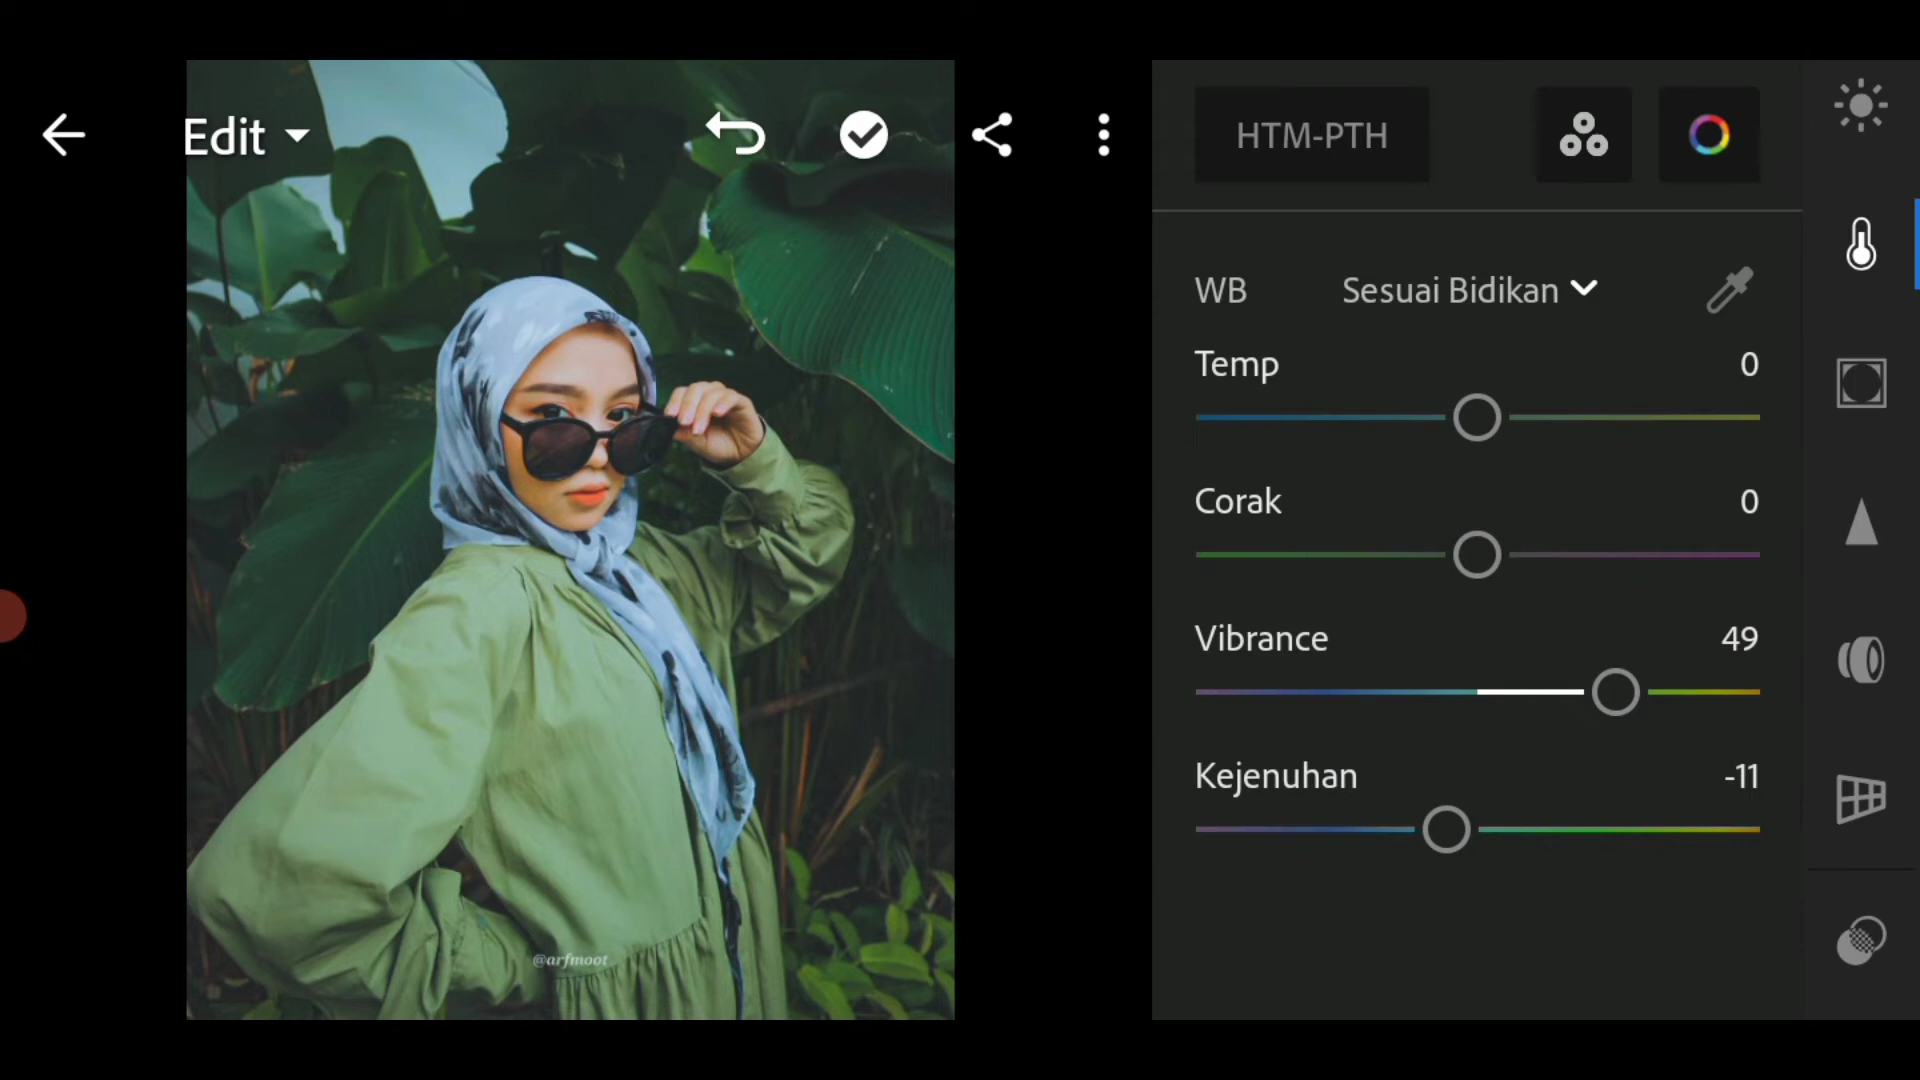 Edit
HTM-PTH
WB Sesuai Bidikan
Temp 0
Corak 0
Vibrance 49
Kejenuhan -11
@arfmoot